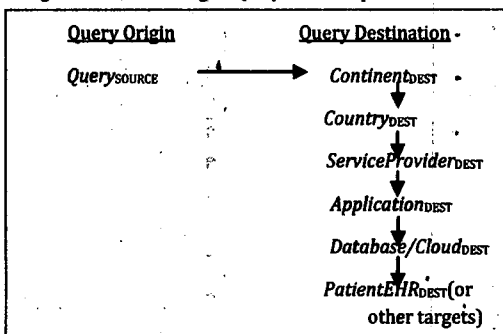 Query Origin Query Destination
QuerySOURCE ContinentDEST
CountryDEST
ServiceProviderDEST
ApplicationDEST
Database/CloudDEST
PatientEHRDEST(or
other targets)